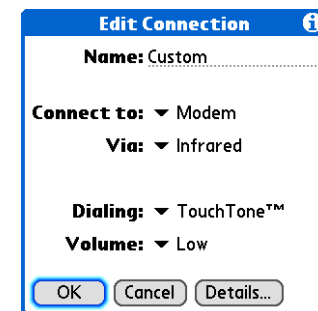 Edit Connection i
Name: Custom
Connect to: Modem
Via: Infrared
Dialing: TouchTone™
Volume: Low
OK Cancel Details...